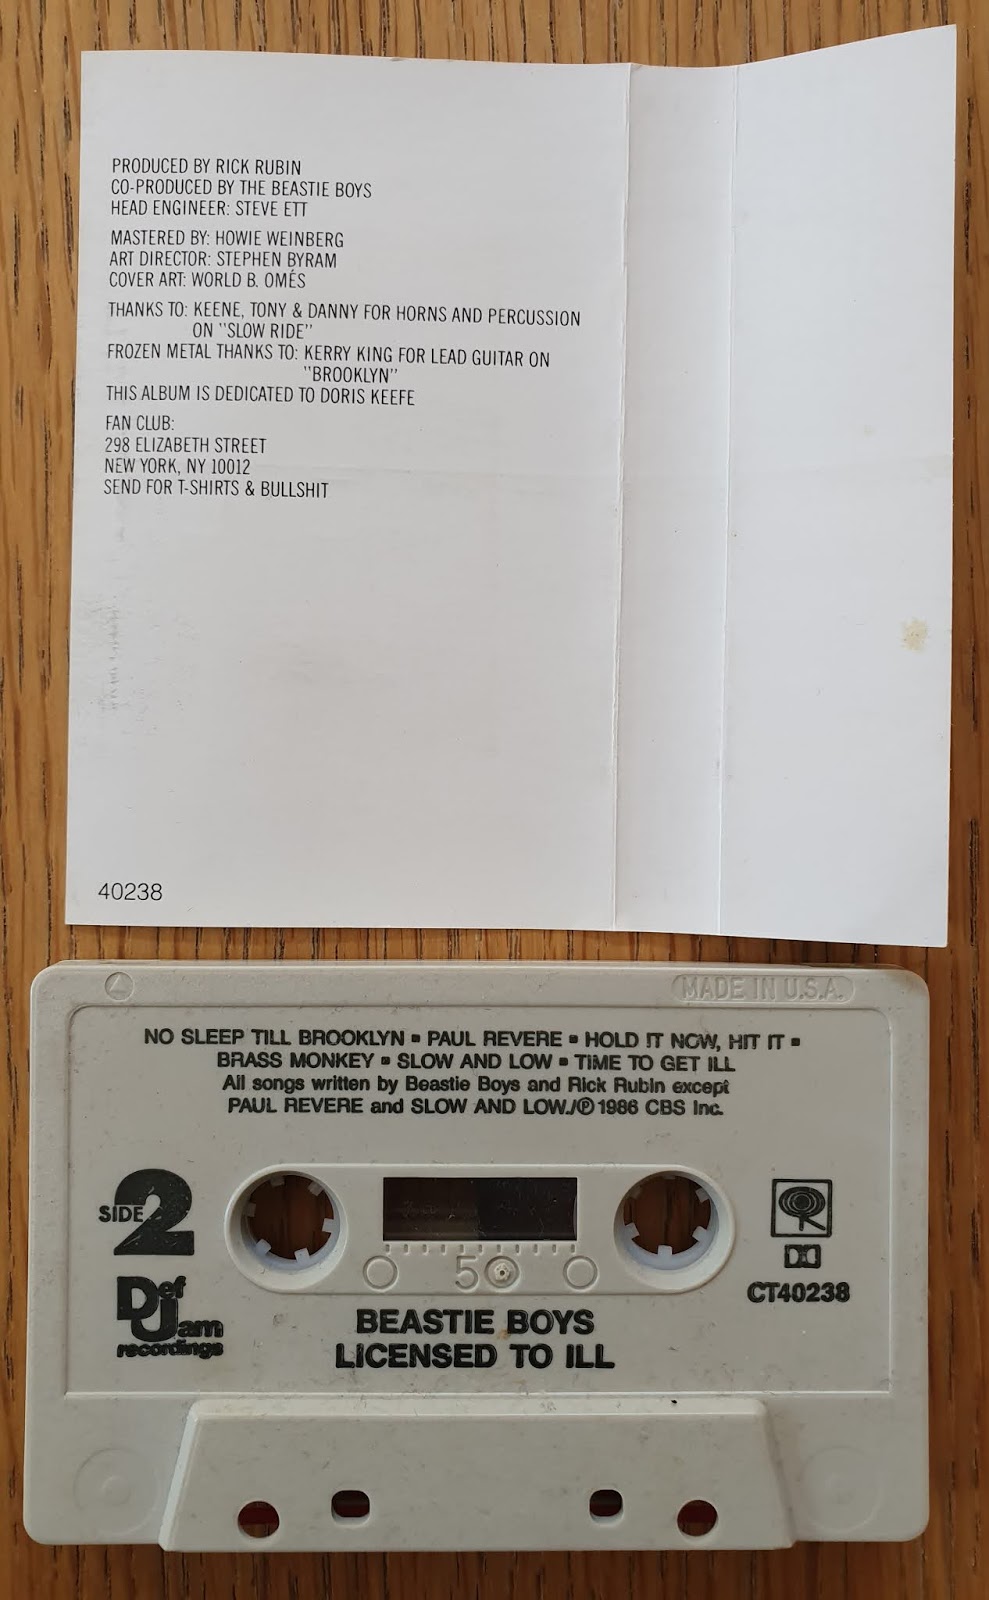 PRODUCED BY RICK RUBIN
CO-PRODUCED BY THE BEASTIE BOYS
HEAD ENGINEER: STEVE ETT
MASTERED BY: HOWIE WEINBERG
ART DIRECTOR: STEPHEN BYRAM
COVER ART: WORLD B. OMÉS
THANKS TO: KEENE, TONY & DANNY FOR HORNS AND PERCUSSION
ON "SLOW RIDE"
FROZEN METAL THANKS TO: KERRY KING FOR LEAD GUITAR ON
"BROOKLYN"
THIS ALBUM IS DEDICATED TO DORIS KEEFE
FAN CLUB:
298 ELIZABETH STREET
NEW YORK, NY 10012
SEND FOR T-SHIRTS & BULLSHIT
40238
MADE IN U.S.A.
NO SLEEP TILL BROOKLYN ▪ PAUL REVERE ▪ HOLD IT NOW, HIT IT ▪
BRASS MONKEY ▪ SLOW AND LOW ▪ TIME TO GET ILL
All songs written by Beastie Boys and Rick Rubin except
PAUL REVERE and SLOW AND LOW./℗ 1986 CBS Inc.
SIDE 2
Def
Jam
recordings
50
CT40238
BEASTIE BOYS
LICENSED TO ILL